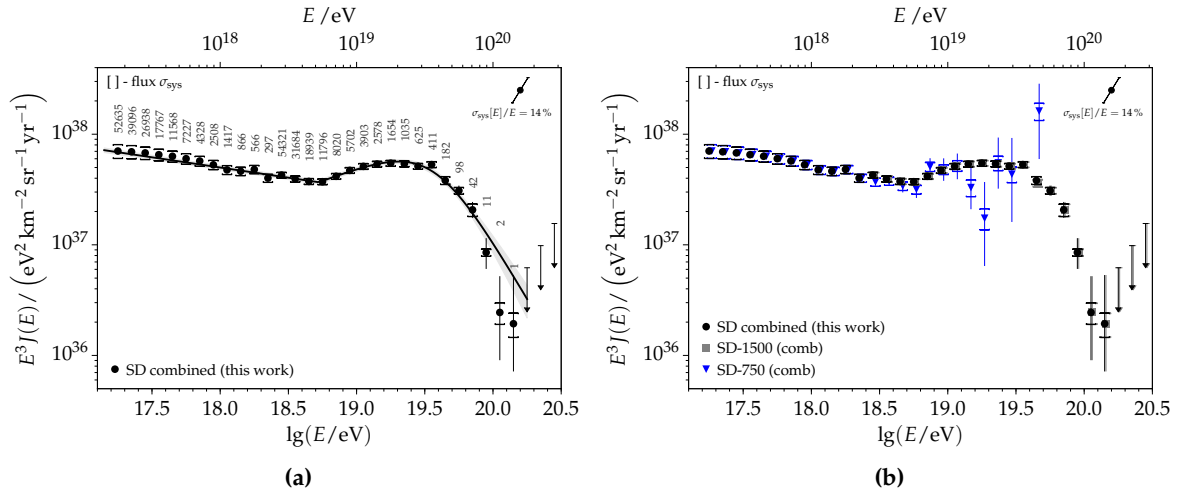 E /eV
10^18 10^19 10^20
[ ] - flux σ_sys
σ_sys[E]/E = 14 %
52635 39096 26938 17767 11568 7227 4328 2508 1417 866 566 297 54321 31684 18939 11796 8020 5702 3903 2578 1654 1035 625 411 182 98 42 11 2 1
10^38
10^37
10^36
E^3 J(E) / (eV^2 km^−2 sr^−1 yr^−1)
SD combined (this work)
17.5 18.0 18.5 19.0 19.5 20.0 20.5
lg(E/eV)
(a)
E /eV
10^18 10^19 10^20
[ ] - flux σ_sys
σ_sys[E]/E = 14 %
10^38
10^37
10^36
E^3 J(E) / (eV^2 km^−2 sr^−1 yr^−1)
SD combined (this work)
SD-1500 (comb)
SD-750 (comb)
17.5 18.0 18.5 19.0 19.5 20.0 20.5
lg(E/eV)
(b)